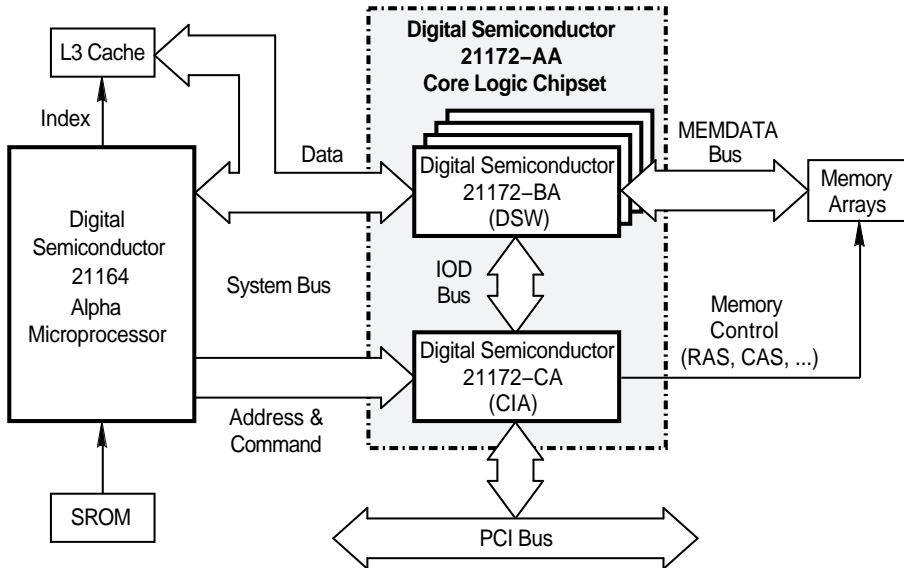 Digital Semiconductor
21172–AA
Core Logic Chipset
L3 Cache
Index
Data
MEMDATA
Bus
Digital Semiconductor
21172–BA
(DSW)
Memory
Arrays
Digital
Semiconductor
21164
Alpha
Microprocessor
System Bus
IOD
Bus
Memory
Control
(RAS, CAS, ...)
Digital Semiconductor
21172–CA
(CIA)
Address &
Command
SROM
PCI Bus